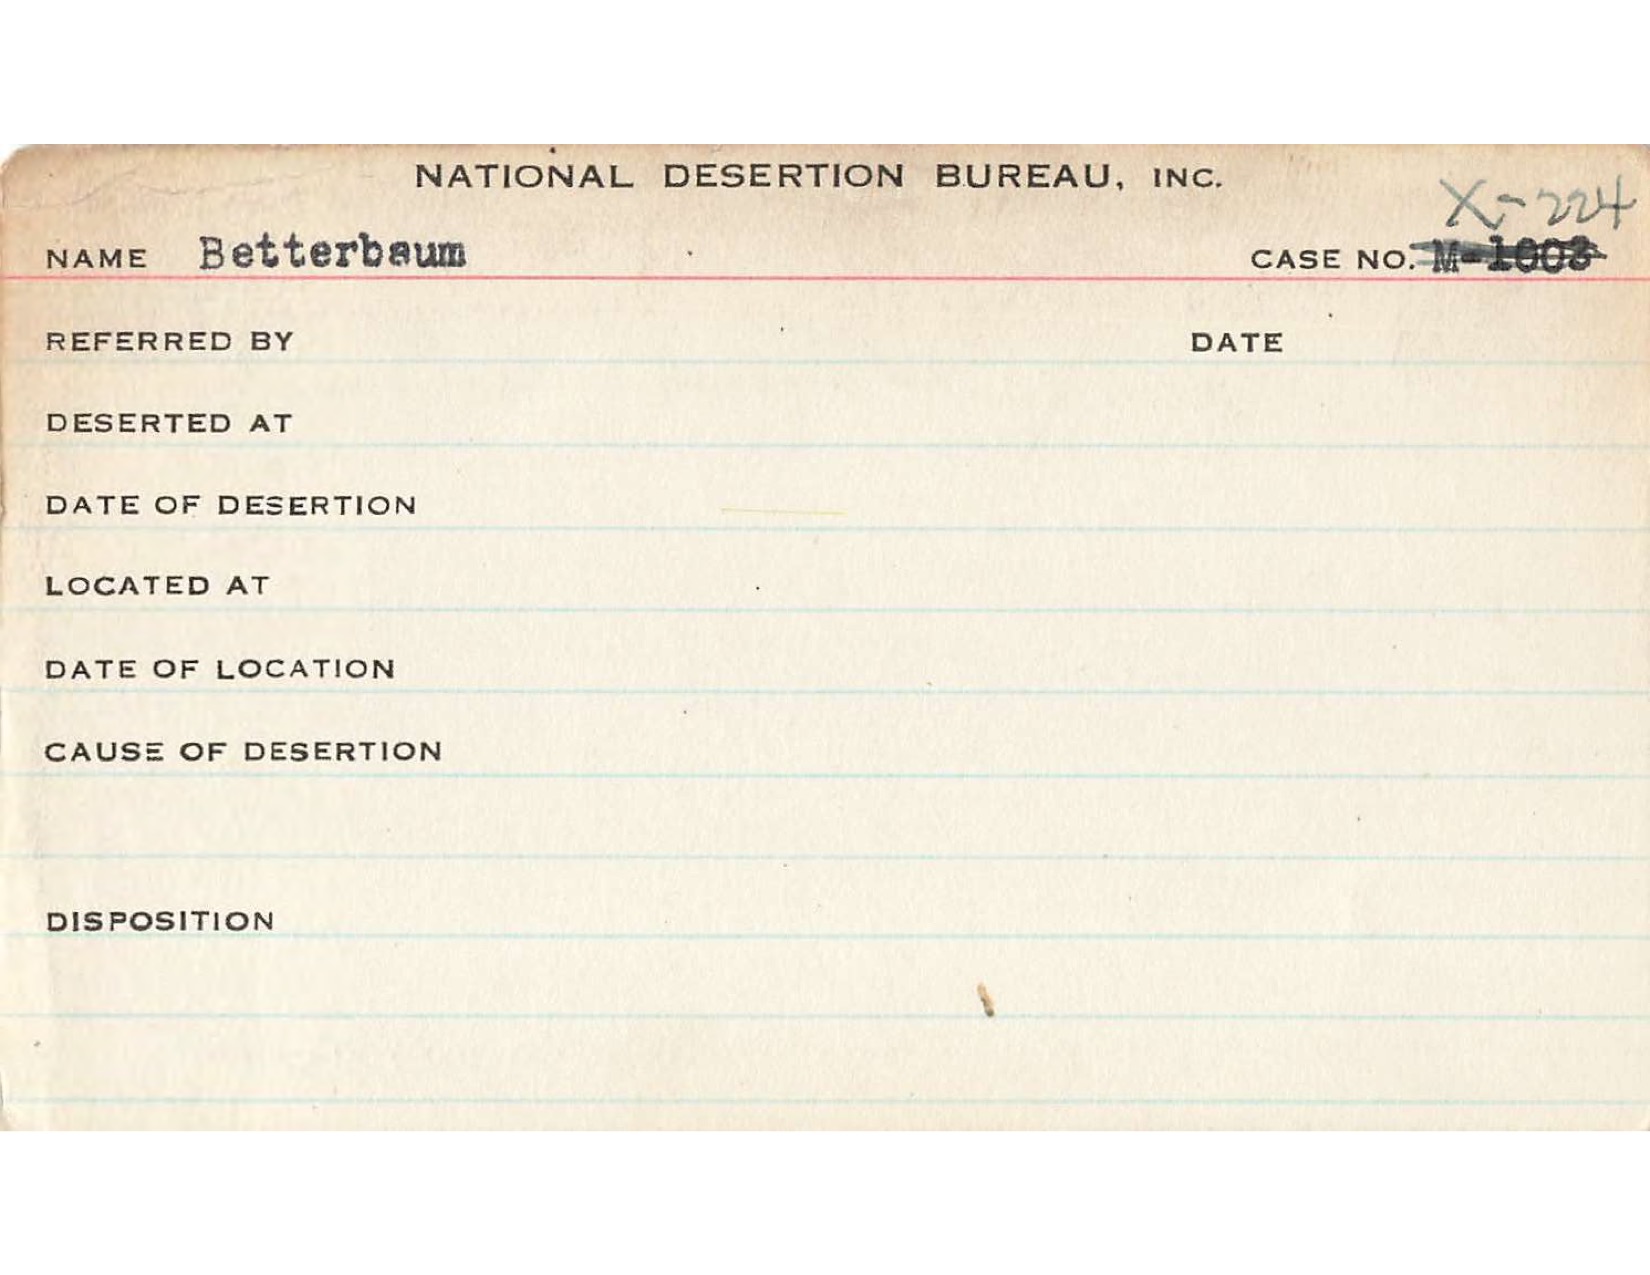 NATIONAL DESERTION BUREAU, INC.
X-224
NAME Betterbaum CASE NO. M-1003
REFERRED BY DATE
DESERTED AT
DATE OF DESERTION
LOCATED AT
DATE OF LOCATION
CAUSE OF DESERTION
DISPOSITION